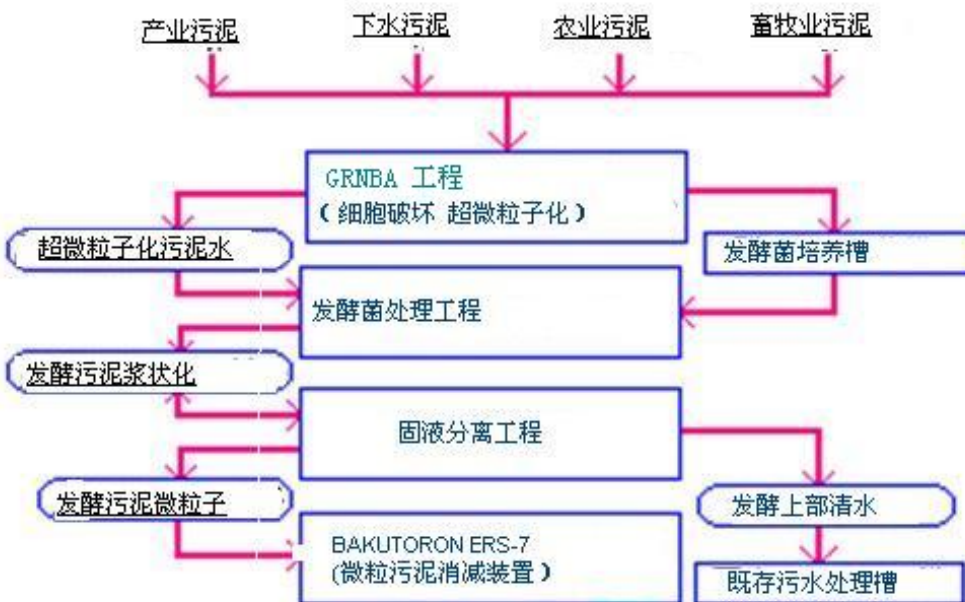 产业污泥
下水污泥
农业污泥
畜牧业污泥
GRNBA 工程
（细胞破坏 超微粒子化）
超微粒子化污泥水
发酵菌培养槽
发酵菌处理工程
发酵污泥浆状化
固液分离工程
发酵污泥微粒子
发酵上部清水
BAKUTORON ERS-7
(微粒污泥消减装置）
既存污水处理槽